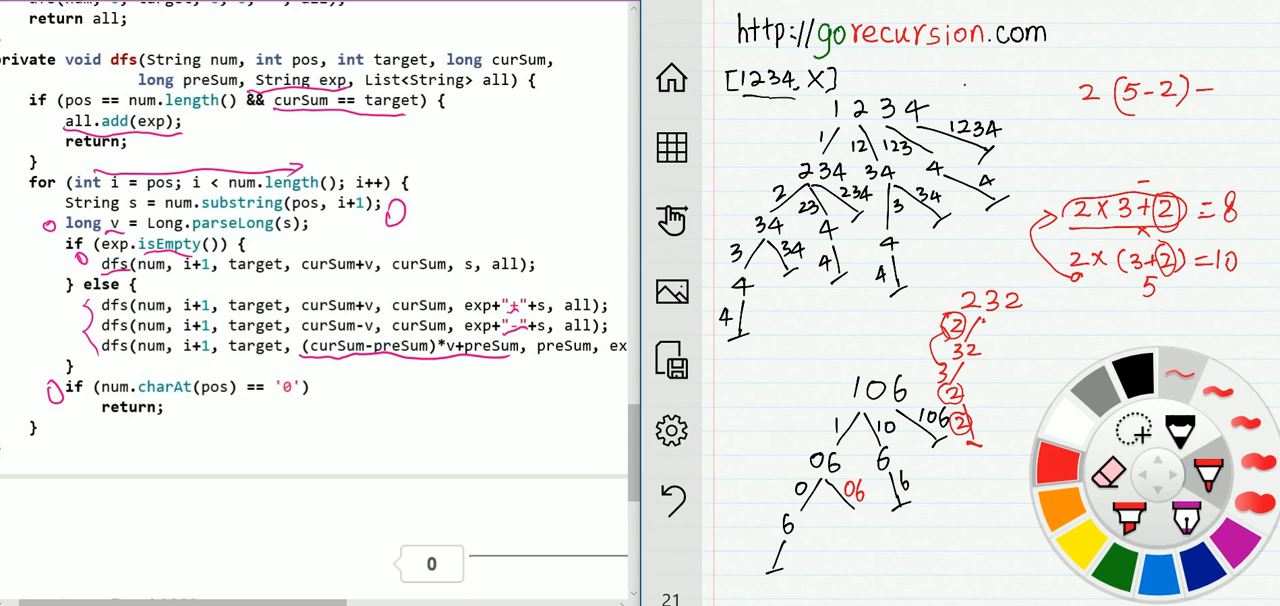 return all;
private void dfs(String num, int pos, int target, long curSum,
long preSum, String exp, List<String> all) {
if (pos == num.length() && curSum == target) {
all.add(exp);
return;
}
for (int i = pos; i < num.length(); i++) {
String s = num.substring(pos, i+1);
long v = Long.parseLong(s);
if (exp.isEmpty()) {
dfs(num, i+1, target, curSum+v, curSum, s, all);
} else {
dfs(num, i+1, target, curSum+v, curSum, exp+"+"+s, all);
dfs(num, i+1, target, curSum-v, curSum, exp+"-"+s, all);
dfs(num, i+1, target, (curSum-preSum)*v+preSum, preSum, ex
}
if (num.charAt(pos) == '0')
return;
}
0
http://gorecursion.com
[1234, X]
1 2 3 4
1 12 123 1234
234 34 4
2 23 234 3 34 4
34 4 4
3 34 4 4
4
4
2 (5-2) -
-
2 x 3 + 2 = 8
x
2 x (3+2) = 10
5
232
2
32
3
2
2
106
1 10 106
06 6
0 06 6
6
21